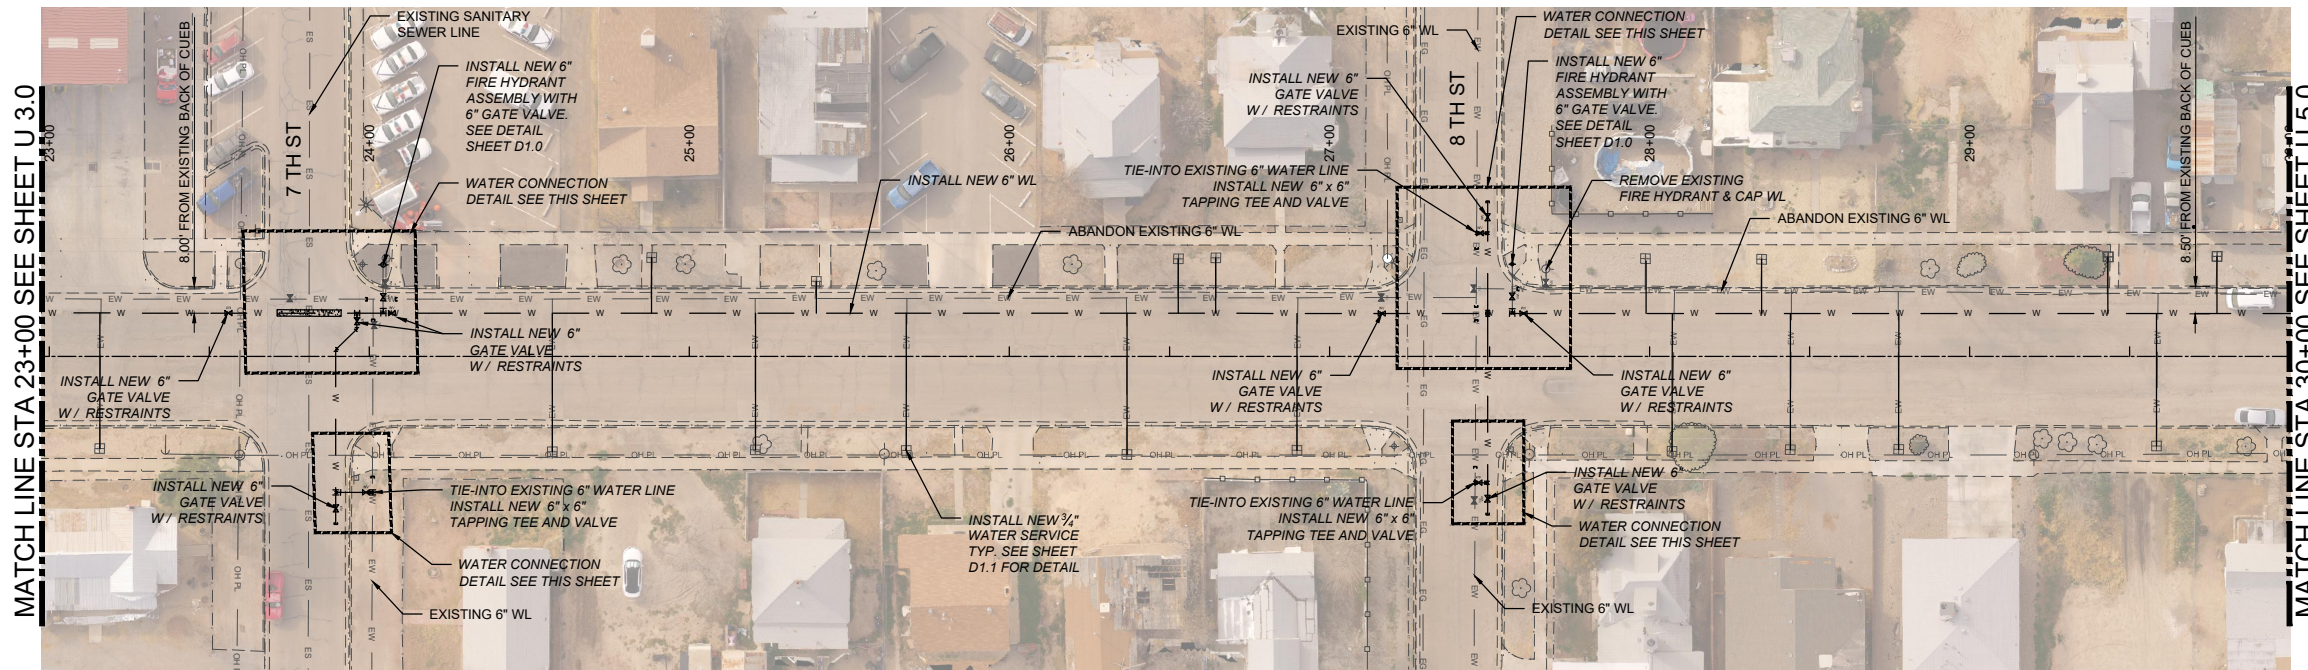 MATCH LINE STA 23+00 SEE SHEET U 3.0
23+00
8.00' FROM EXISTING BACK OF CUEB
7 TH ST
EXISTING SANITARY
SEWER LINE
24+00
INSTALL NEW 6"
FIRE HYDRANT
ASSEMBLY WITH
6" GATE VALVE.
SEE DETAIL
SHEET D1.0
WATER CONNECTION
DETAIL SEE THIS SHEET
25+00
INSTALL NEW 6" WL
26+00
ABANDON EXISTING 6" WL
EXISTING 6" WL
INSTALL NEW 6"
GATE VALVE
W / RESTRAINTS
27+00
TIE-INTO EXISTING 6" WATER LINE
INSTALL NEW 6" x 6"
TAPPING TEE AND VALVE
8 TH ST
WATER CONNECTION
DETAIL SEE THIS SHEET
INSTALL NEW 6"
FIRE HYDRANT
ASSEMBLY WITH
6" GATE VALVE.
SEE DETAIL
SHEET D1.0
28+00
REMOVE EXISTING
FIRE HYDRANT & CAP WL
ABANDON EXISTING 6" WL
29+00
8.50' FROM EXISTING BACK OF CUEB
MATCH LINE STA 30+00 SEE SHEET U 5.0
INSTALL NEW 6"
GATE VALVE
W / RESTRAINTS
INSTALL NEW 6"
GATE VALVE
W / RESTRAINTS
INSTALL NEW 6"
GATE VALVE
W / RESTRAINTS
INSTALL NEW 6"
GATE VALVE
W / RESTRAINTS
INSTALL NEW 6"
GATE VALVE
W / RESTRAINTS
TIE-INTO EXISTING 6" WATER LINE
INSTALL NEW 6" x 6"
TAPPING TEE AND VALVE
WATER CONNECTION
DETAIL SEE THIS SHEET
EXISTING 6" WL
INSTALL NEW ¾"
WATER SERVICE
TYP. SEE SHEET
D1.1 FOR DETAIL
TIE-INTO EXISTING 6" WATER LINE
INSTALL NEW 6" x 6"
TAPPING TEE AND VALVE
INSTALL NEW 6"
GATE VALVE
W / RESTRAINTS
WATER CONNECTION
DETAIL SEE THIS SHEET
EXISTING 6" WL